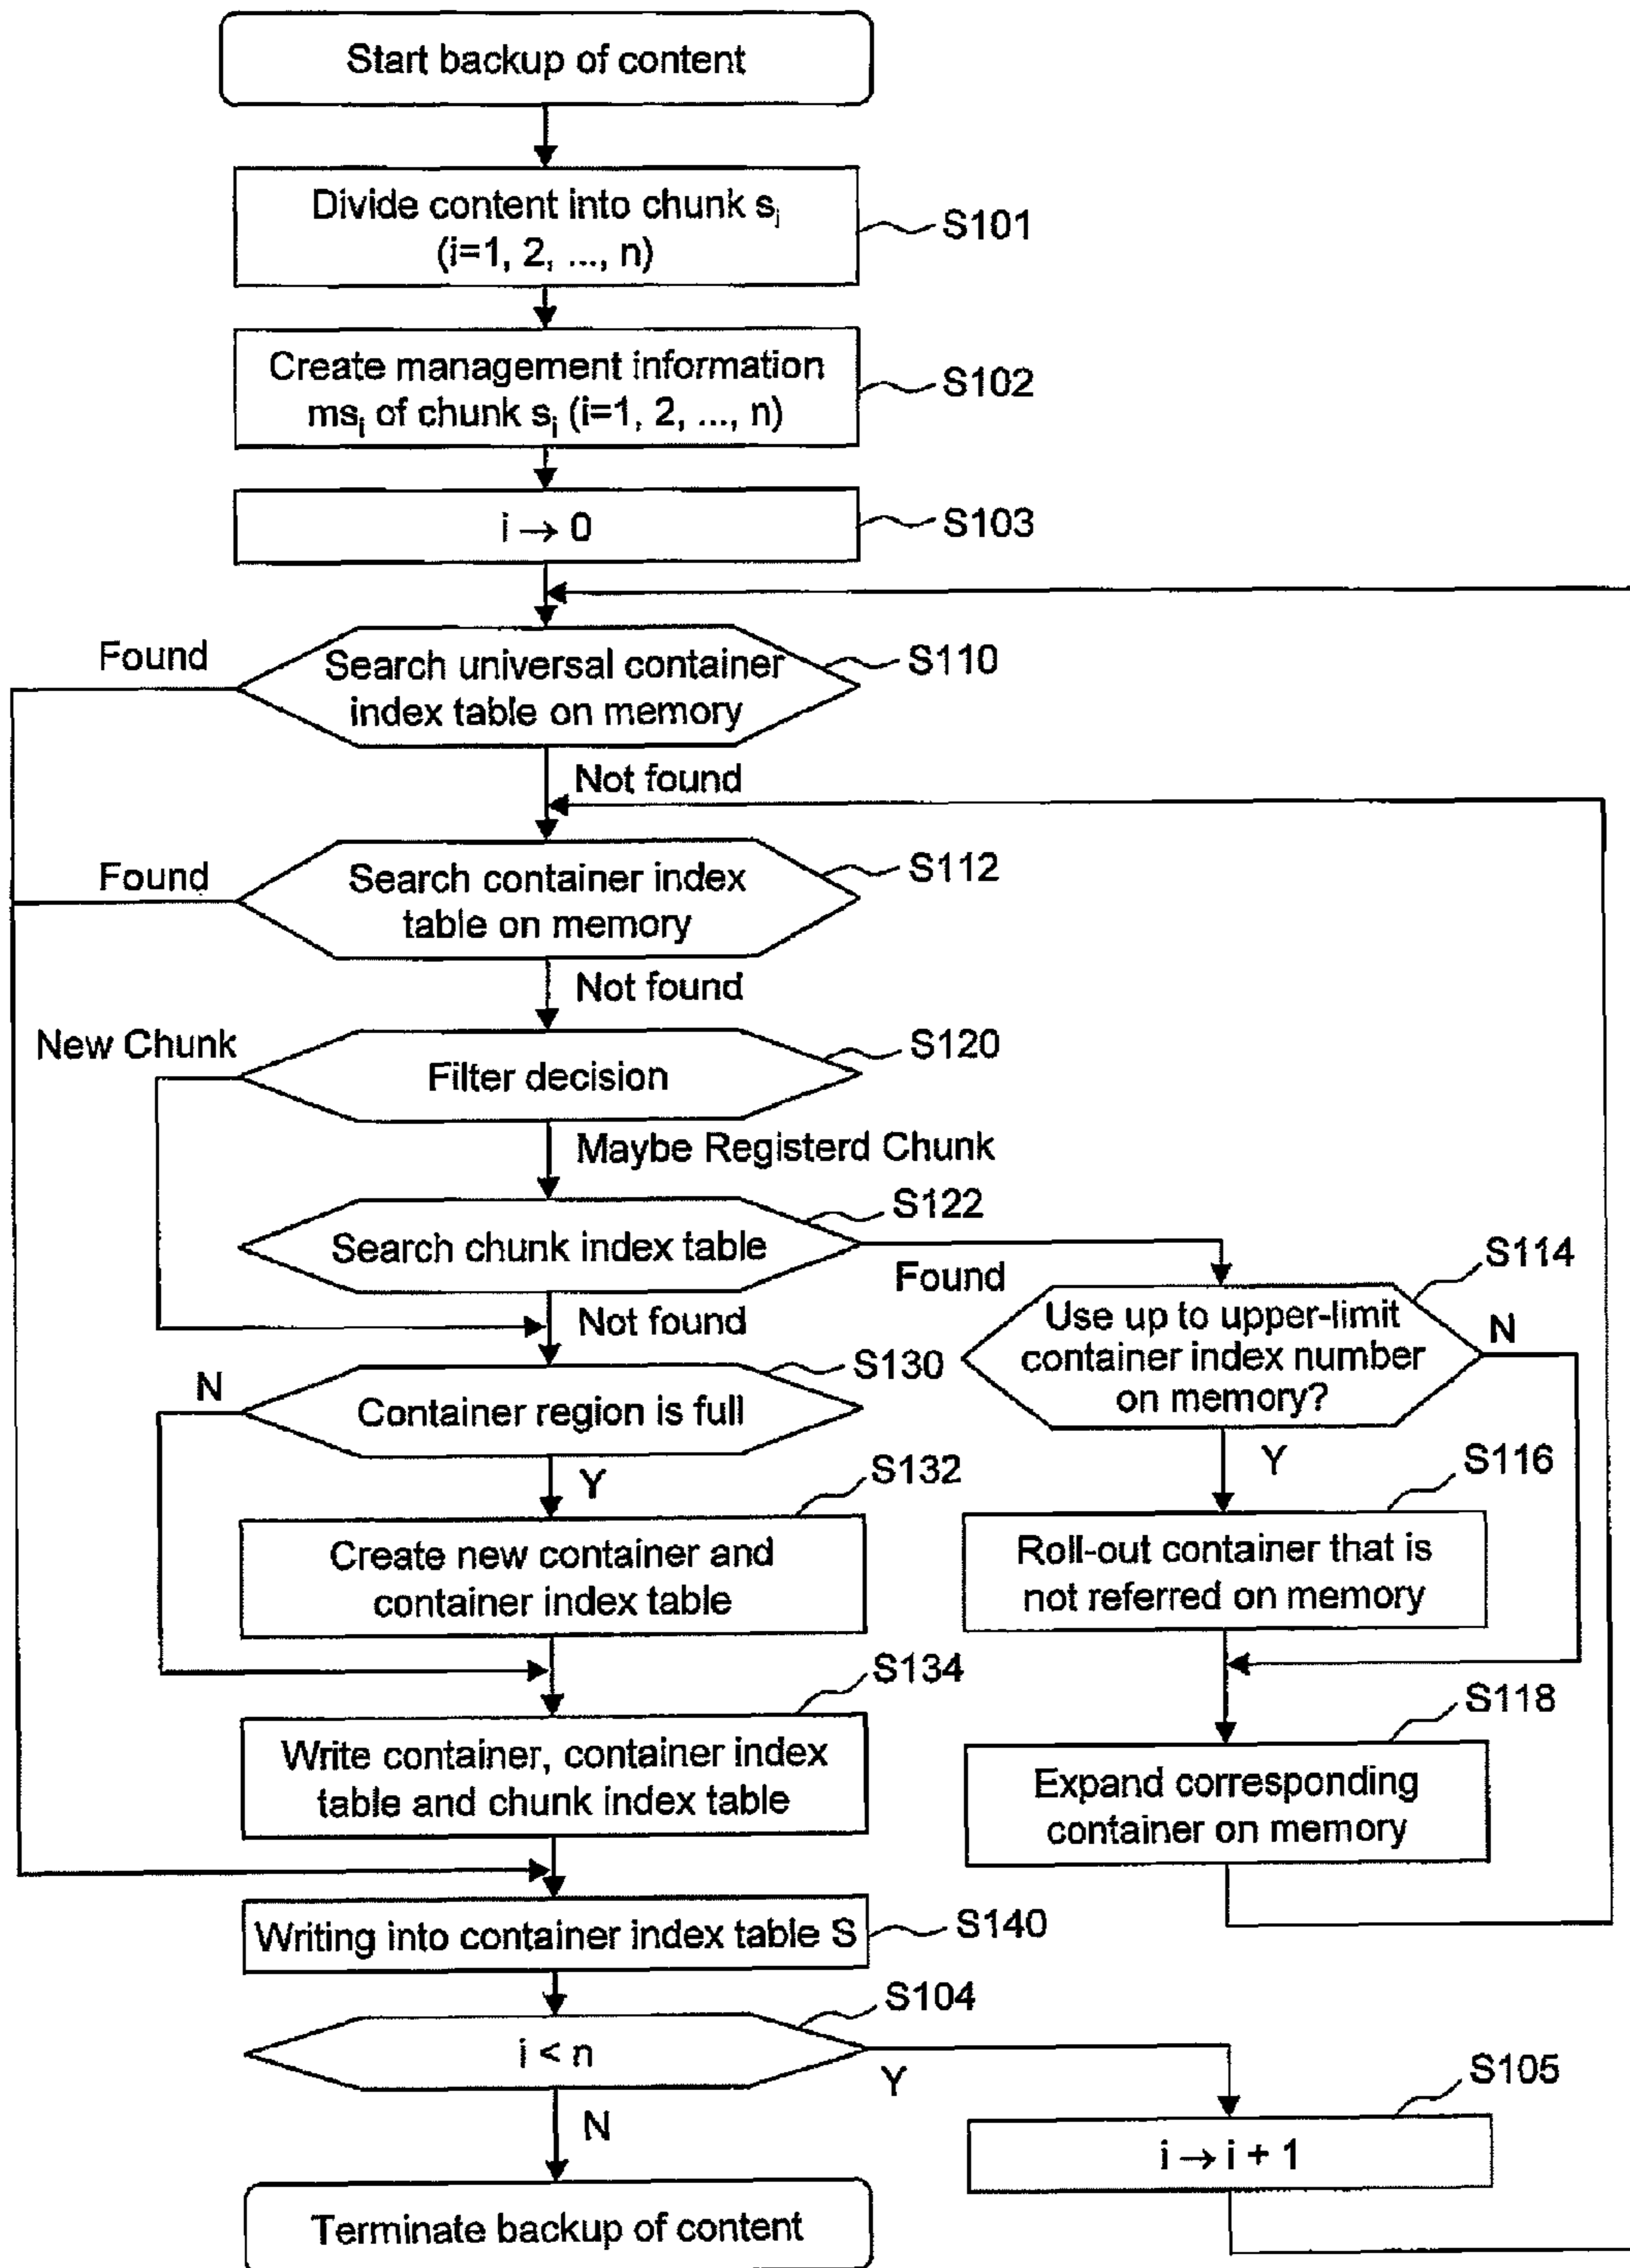 Start backup of content
Divide content into chunk sᵢ
(i=1, 2, ..., n)
S101
Create management information
msᵢ of chunk sᵢ (i=1, 2, ..., n)
S102
i → 0
S103
Found
Search universal container
index table on memory
S110
Not found
Found
Search container index
table on memory
S112
Not found
New Chunk
Filter decision
S120
Maybe Registerd Chunk
Search chunk index table
S122
Found
Not found
Use up to upper-limit
container index number
on memory?
S114
N
Y
N
Container region is full
S130
Y
Roll-out container that is
not referred on memory
S116
Create new container and
container index table
S132
Write container, container index
table and chunk index table
S134
Expand corresponding
container on memory
S118
Writing into container index table S
S140
i < n
S104
Y
N
i → i + 1
S105
Terminate backup of content